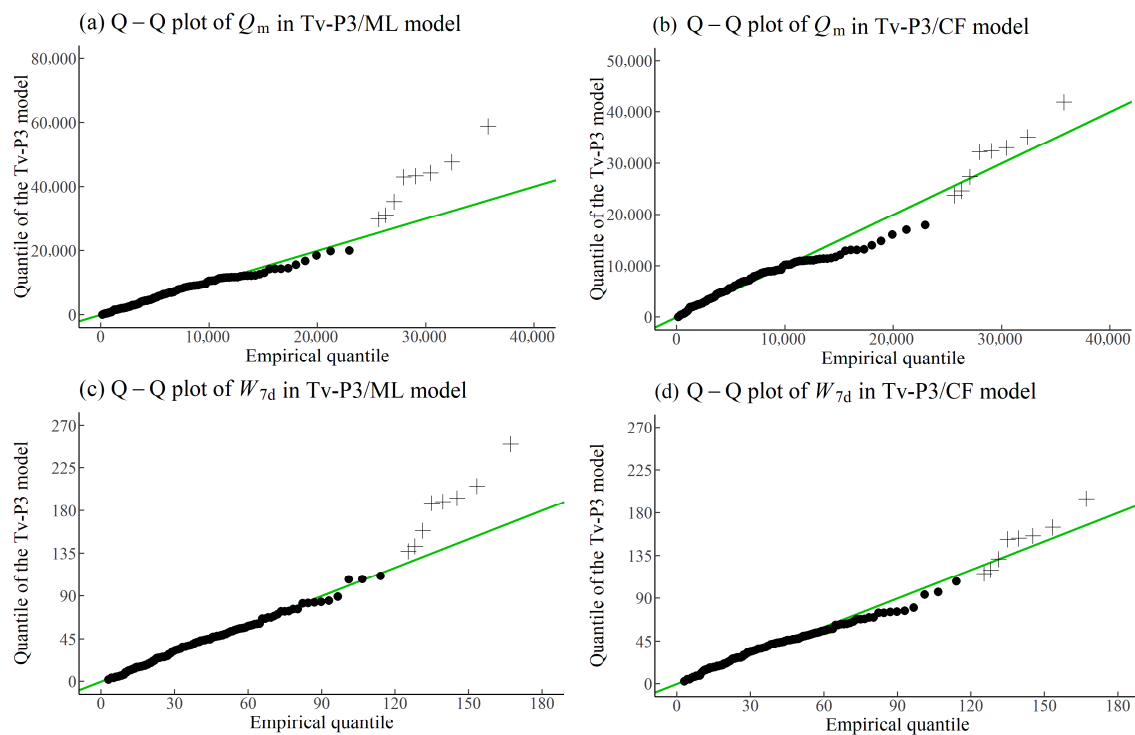 (a) Q – Q plot of Qm in Tv-P3/ML model
Quantile of the Tv-P3 model
80,000
60,000
40,000
20,000
0
0 10,000 20,000 30,000 40,000
Empirical quantile
(b) Q – Q plot of Qm in Tv-P3/CF model
Quantile of the Tv-P3 model
50,000
40,000
30,000
20,000
10,000
0
0 10,000 20,000 30,000 40,000
Empirical quantile
(c) Q – Q plot of W7d in Tv-P3/ML model
Quantile of the Tv-P3 model
270
225
180
135
90
45
0
0 30 60 90 120 150 180
Empirical quantile
(d) Q – Q plot of W7d in Tv-P3/CF model
Quantile of the Tv-P3 model
270
225
180
135
90
45
0
0 30 60 90 120 150 180
Empirical quantile